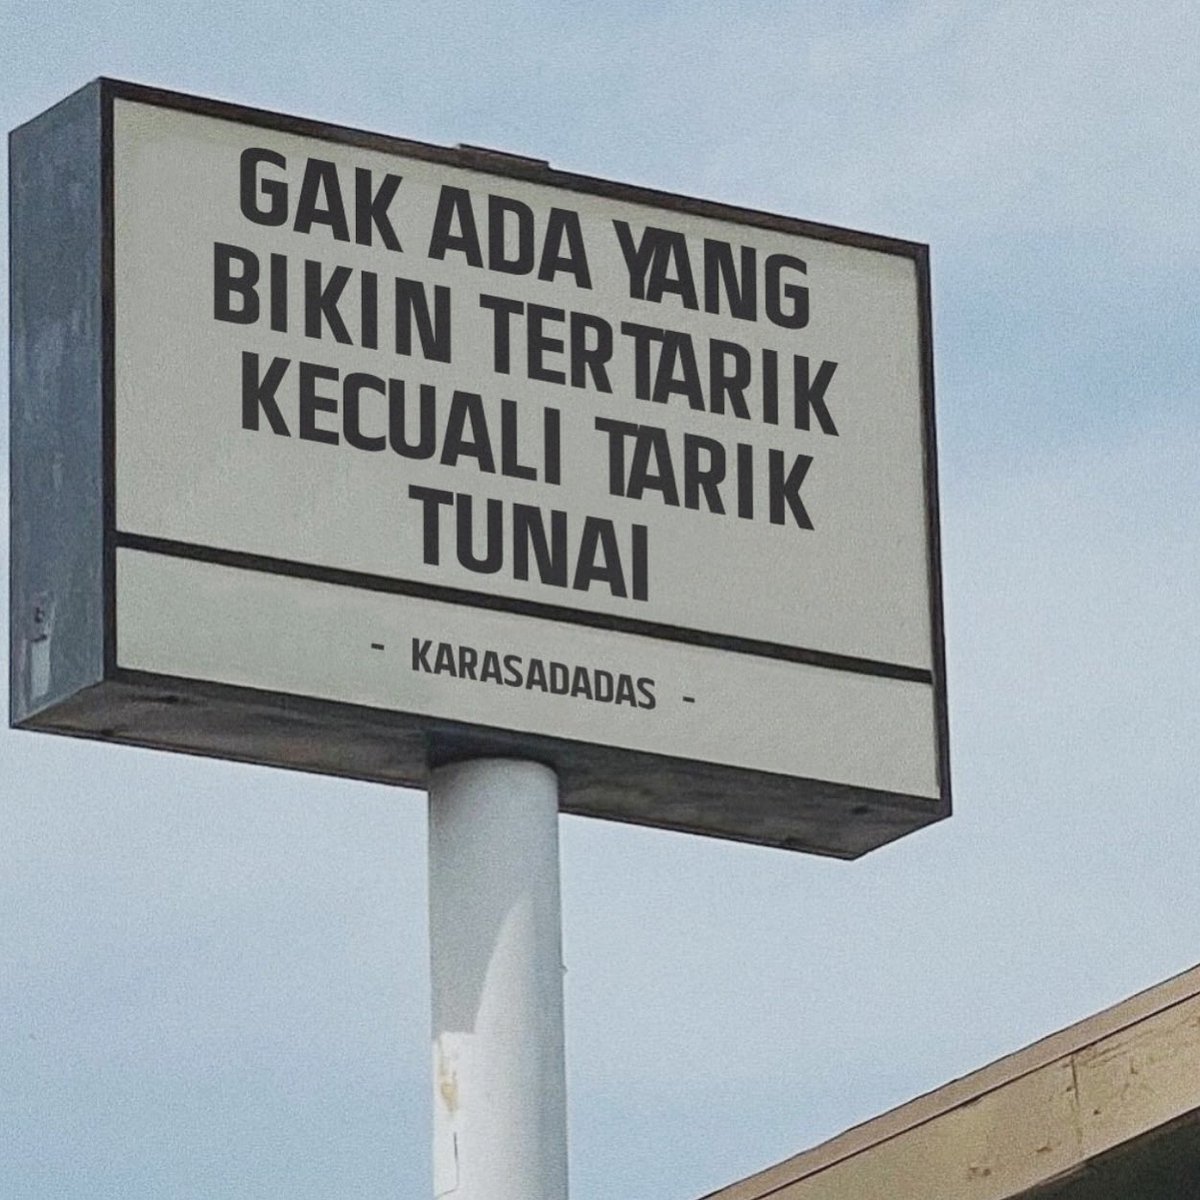 GAK ADA YANG
BIKIN TERTARIK
KECUALI TARIK
TUNAI
- KARASADADAS -